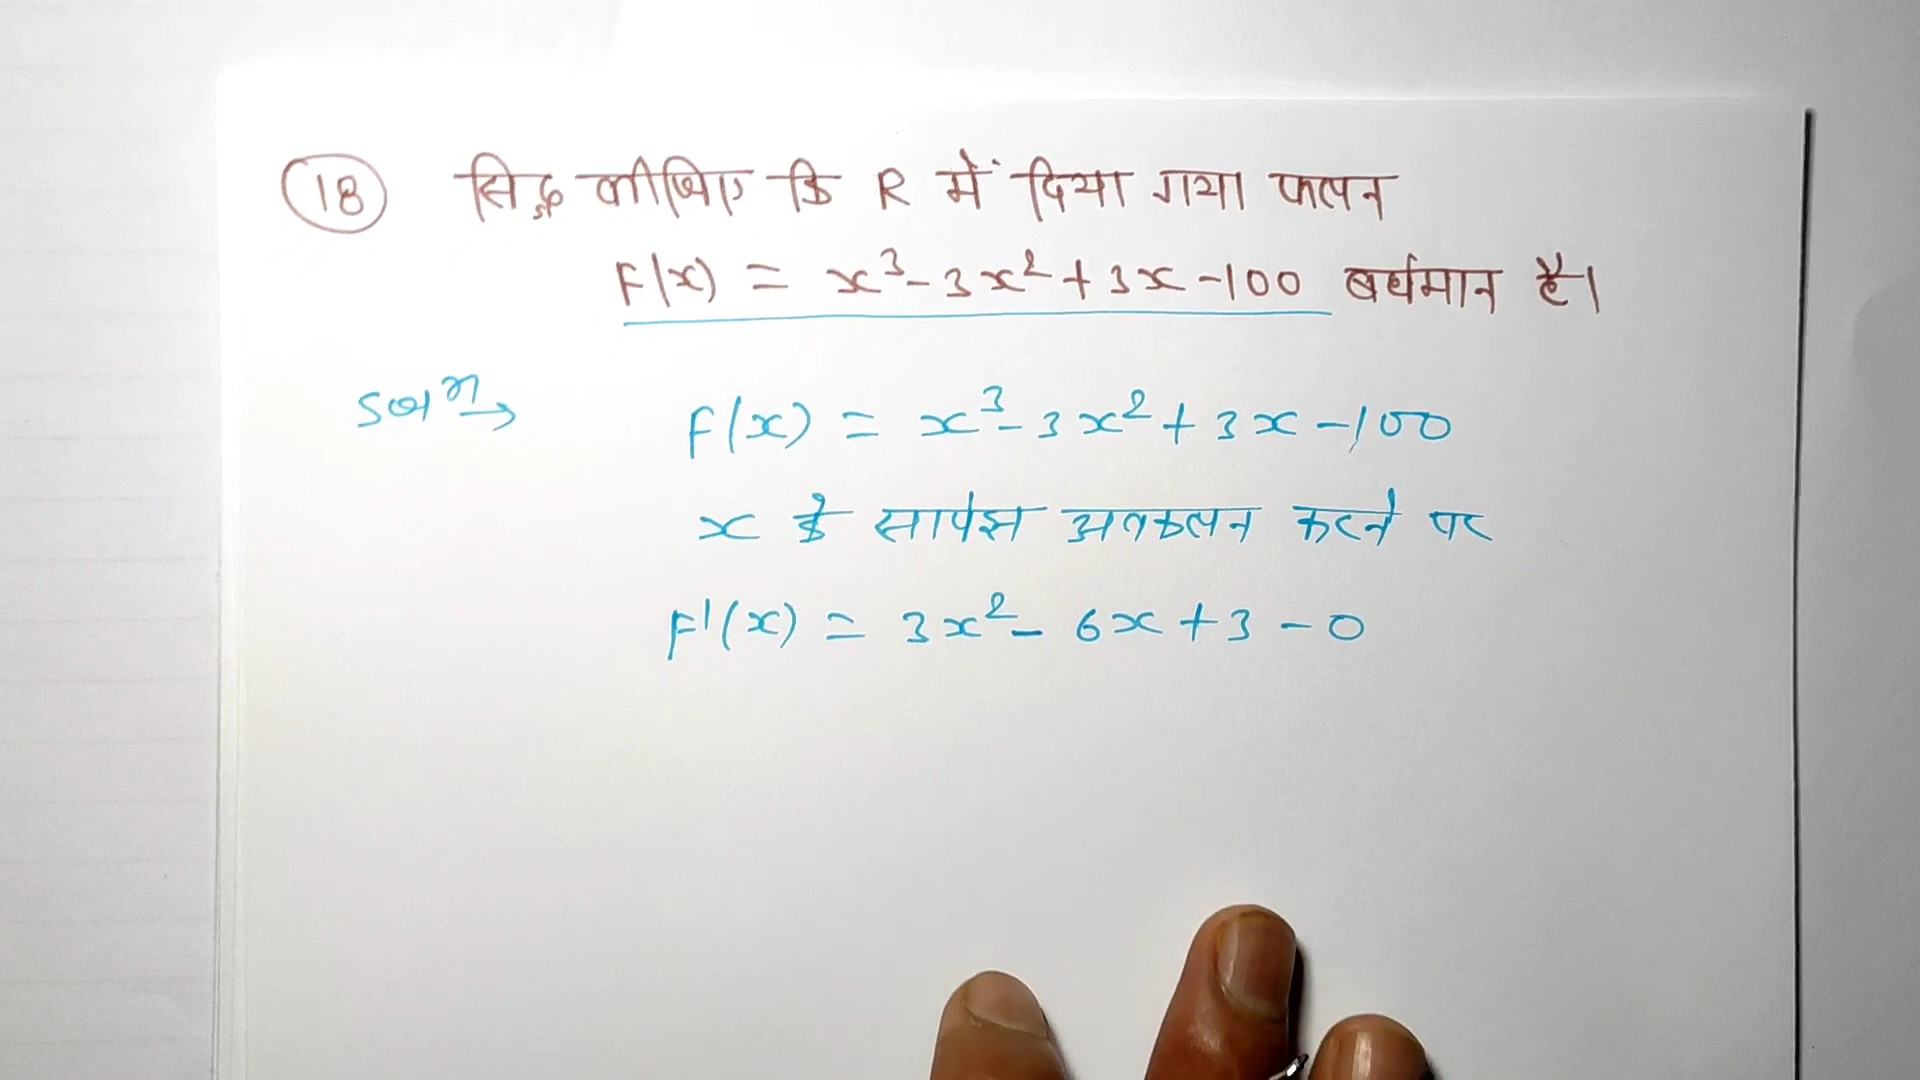 18 सिद्ध कीजिए कि R में दिया गया फलन
F(x) = x³ - 3x² + 3x - 100 बर्धमान है।
Solⁿ → F(x) = x³ - 3x² + 3x - 100
x के सापेक्ष अवकलन करने पर
F'(x) = 3x² - 6x + 3 - 0